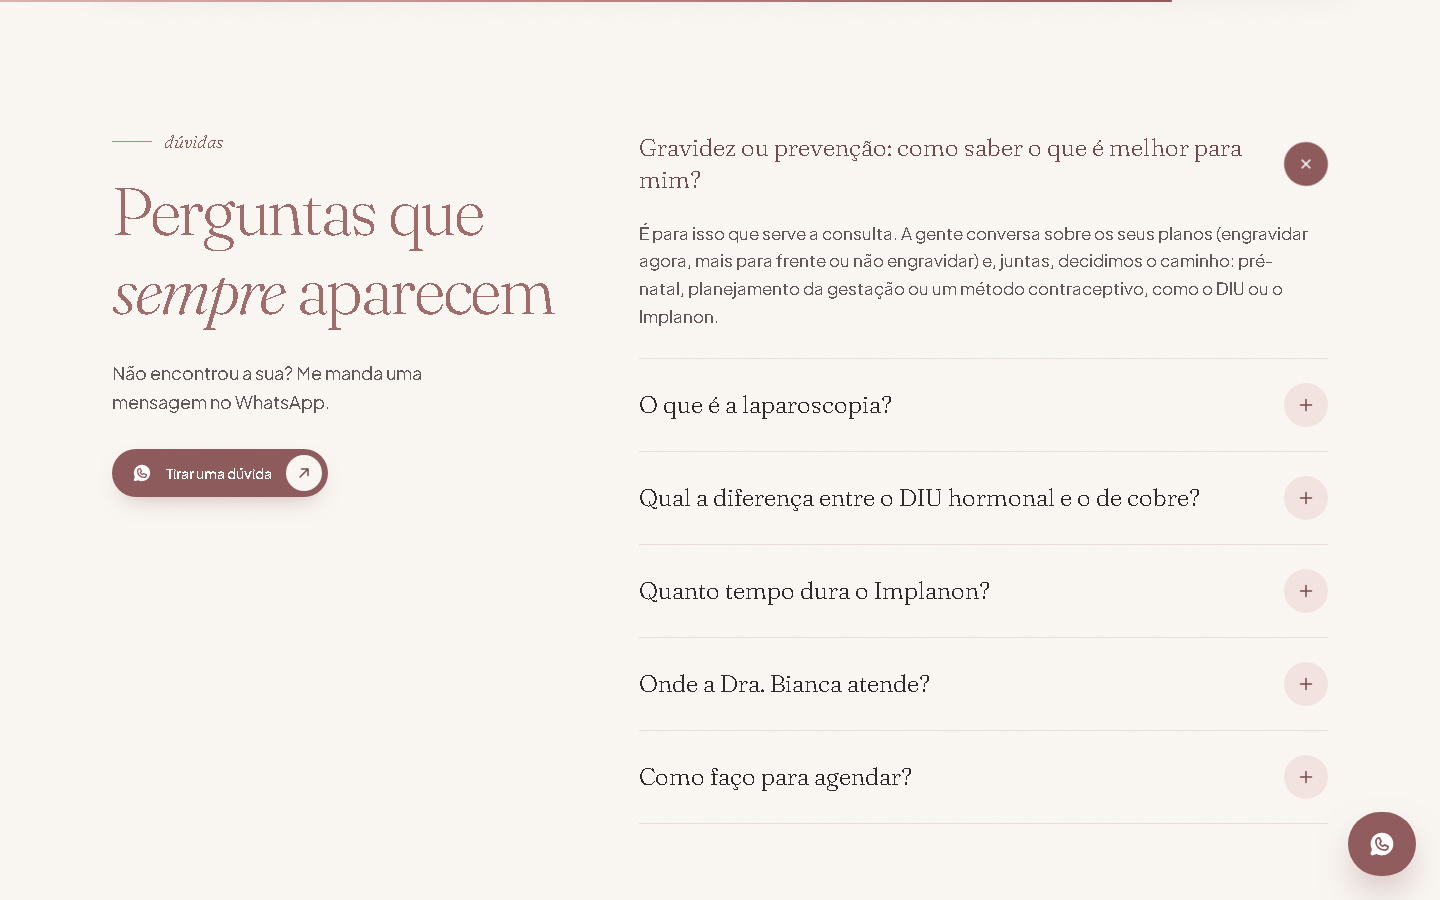 dúvidas
Perguntas que
sempre aparecem
Não encontrou a sua? Me manda uma
mensagem no WhatsApp.
Tirar uma dúvida
Gravidez ou prevenção: como saber o que é melhor para
mim?
É para isso que serve a consulta. A gente conversa sobre os seus planos (engravidar
agora, mais para frente ou não engravidar) e, juntas, decidimos o caminho: pré-
natal, planejamento da gestação ou um método contraceptivo, como o DIU ou o
Implanon.
O que é a laparoscopia?
Qual a diferença entre o DIU hormonal e o de cobre?
Quanto tempo dura o Implanon?
Onde a Dra. Bianca atende?
Como faço para agendar?